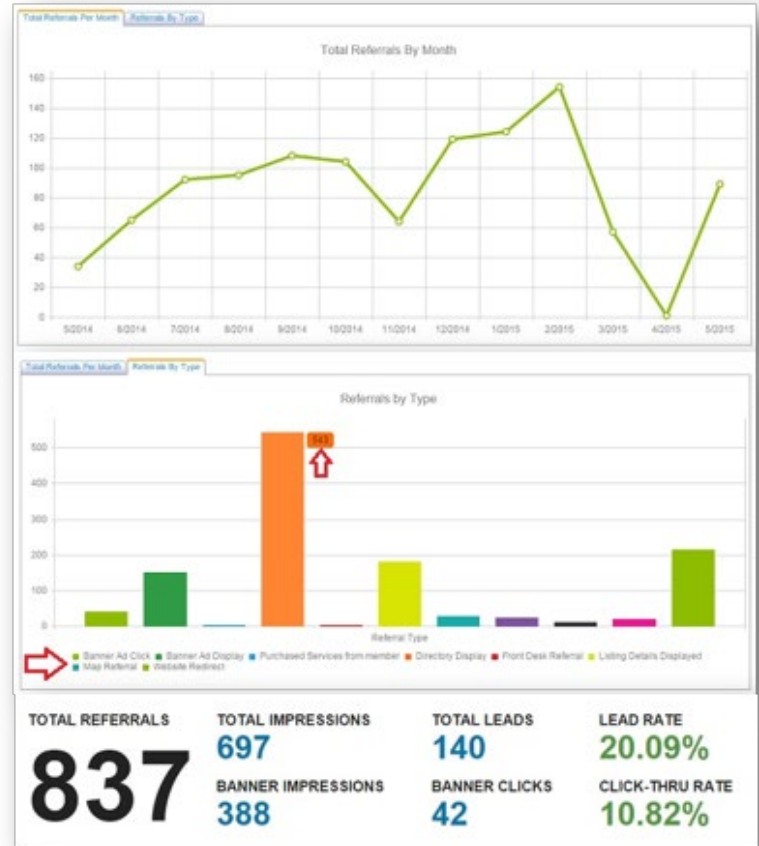 Total Referrals Per Month Referrals By Type
Total Referrals By Month
160
140
120
100
80
60
40
20
0
5/2014 6/2014 7/2014 8/2014 9/2014 10/2014 11/2014 12/2014 1/2015 2/2015 3/2015 4/2015 5/2015
Total Referrals Per Month Referrals By Type
Referrals by Type
500
543
400
300
200
100
0
Referral Type
Banner Ad Click Banner Ad Display Purchased Services from member Directory Display Front Desk Referral Listing Details Displayed
Map Referral Website Redirect
TOTAL REFERRALS TOTAL IMPRESSIONS TOTAL LEADS LEAD RATE
837 697 140 20.09%
BANNER IMPRESSIONS BANNER CLICKS CLICK-THRU RATE
388 42 10.82%